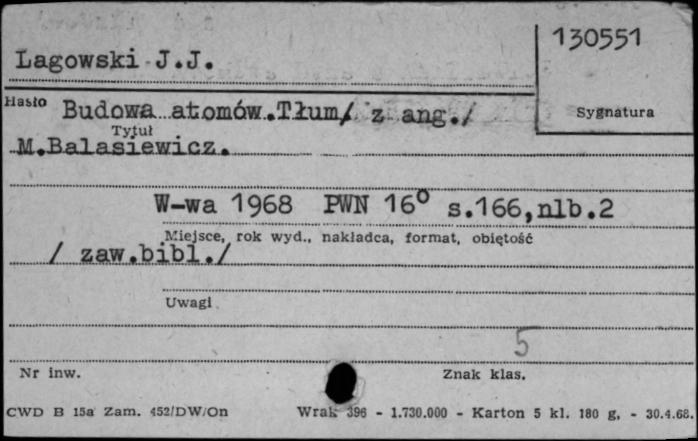 130551
Lagowski J.J.
Hasło Budowa atomów.Tłum/ z ang./
Sygnatura
Tytuł
M.Balasiewicz.
W-wa 1968 PWN 16° s.166,nlb.2
Miejsce, rok wyd., nakładca, format, objętość
/ zaw.bibl./
Uwagi
5
Nr inw.
Znak klas.
CWD B 15a Zam. 452/DW/On Wrak 396 - 1.730.000 - Karton 5 kl. 180 g, - 30.4.68.